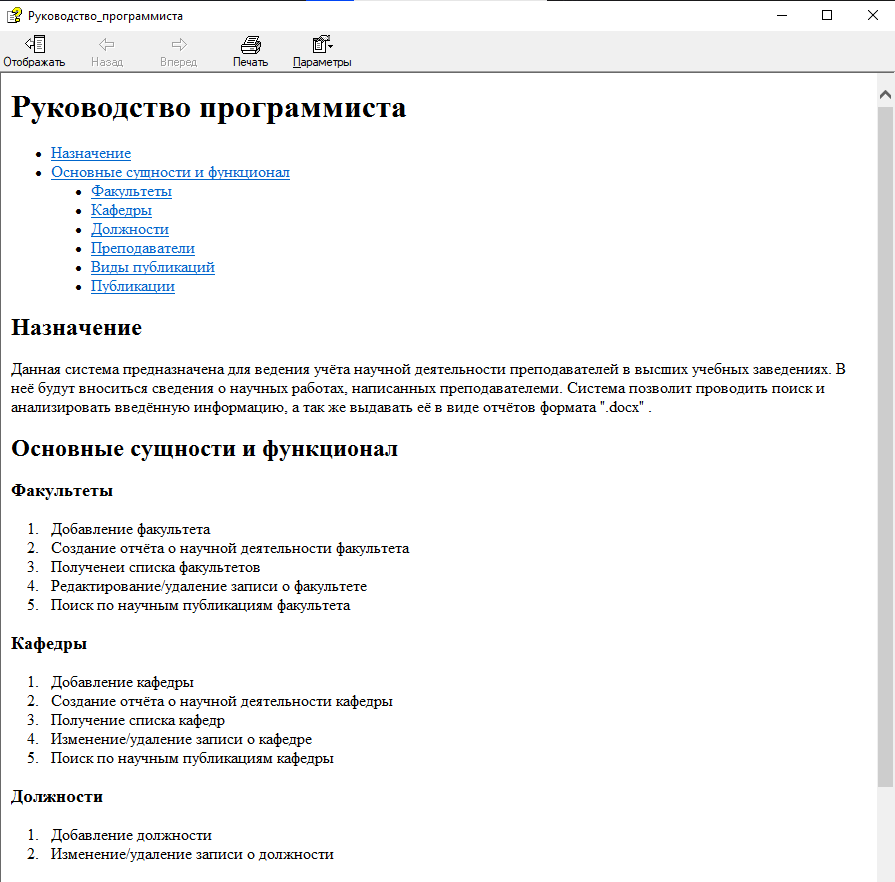 Руководство_программиста
Отображать Назад Вперед Печать Параметры
Руководство программиста
Назначение
Основные сущности и функционал
Факультеты
Кафедры
Должности
Преподаватели
Виды публикаций
Публикации
Назначение
Данная система предназначена для ведения учёта научной деятельности преподавателей в высших учебных заведениях. В
неё будут вноситься сведения о научных работах, написанных преподавателеми. Система позволит проводить поиск и
анализировать введённую информацию, а так же выдавать её в виде отчётов формата ".docx" .
Основные сущности и функционал
Факультеты
1. Добавление факультета
2. Создание отчёта о научной деятельности факультета
3. Полученеи списка факультетов
4. Редактирование/удаление записи о факультете
5. Поиск по научным публикациям факультета
Кафедры
1. Добавление кафедры
2. Создание отчёта о научной деятельности кафедры
3. Получение списка кафедр
4. Изменение/удаление записи о кафедре
5. Поиск по научным публикациям кафедры
Должности
1. Добавление должности
2. Изменение/удаление записи о должности